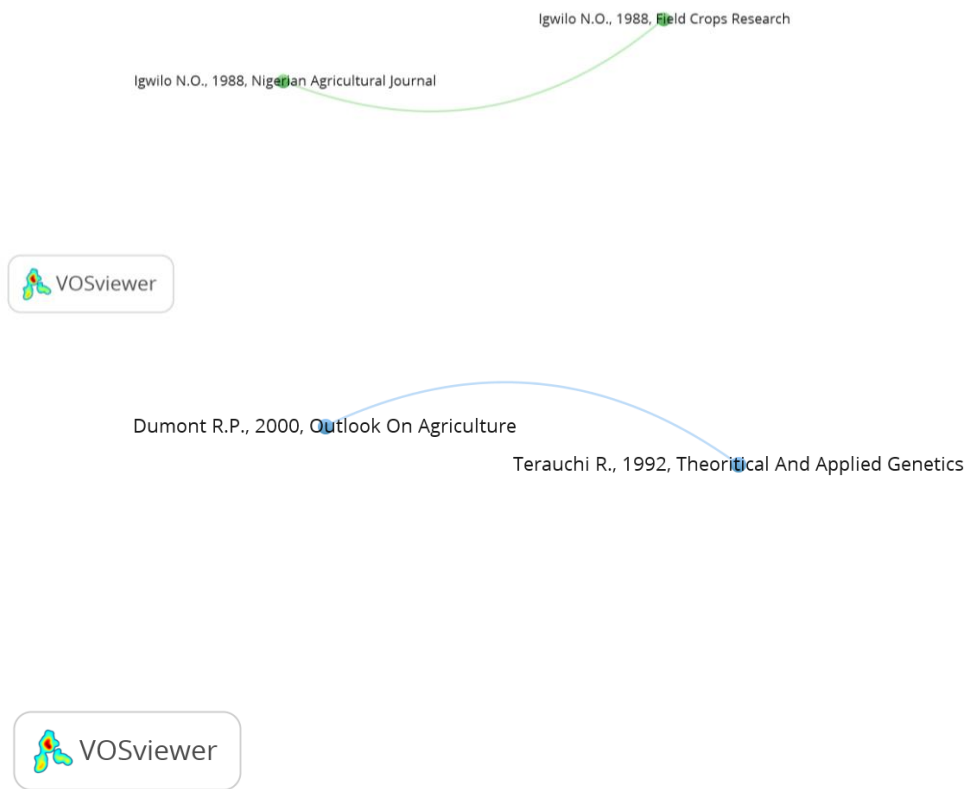 Igwilo N.O., 1988, Field Crops Research
Igwilo N.O., 1988, Nigerian Agricultural Journal
VOSviewer
Dumont R.P., 2000, Outlook On Agriculture
Terauchi R., 1992, Theoritical And Applied Genetics
VOSviewer